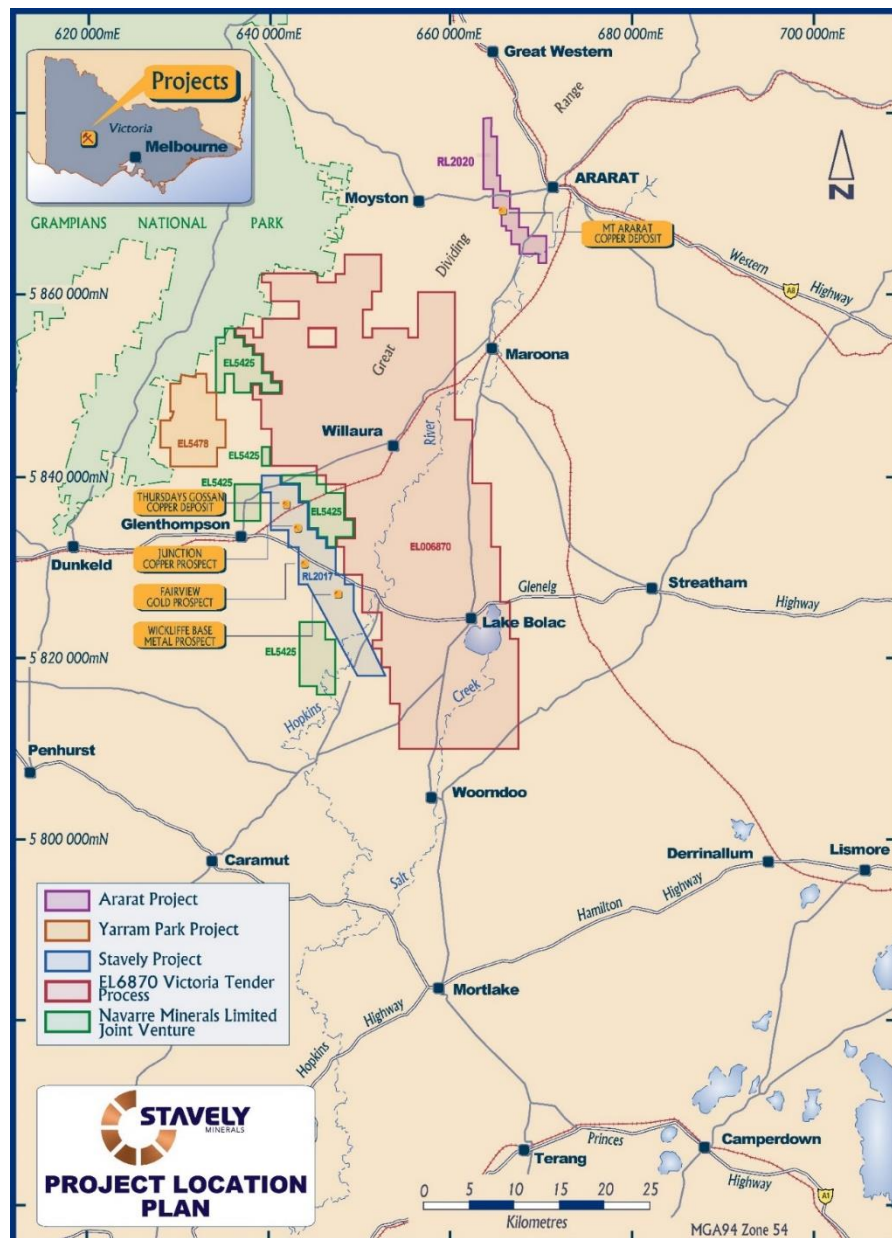 620 000mE
640 000mE
660 000mE
680 000mE
700 000mE
Projects
Victoria
Melbourne
Great Western
Range
RL2020
ARARAT
Moyston
N
GRAMPIANS NATIONAL PARK
MT ARARAT
COPPER DEPOSIT
Dividing
Western
Highway
A8
5 860 000mN
Great
Maroona
EL5425
EL5478
Willaura
River
EL5425
5 840 000mN
EL5425
THURSDAYS GOSSAN
COPPER DEPOSIT
EL5425
Glenthompson
JUNCTION
COPPER PROSPECT
EL006870
Dunkeld
RL2017
FAIRVIEW
GOLD PROSPECT
Glenelg
Streatham
Highway
WICKLIFFE BASE
METAL PROSPECT
Lake Bolac
EL5425
5 820 000mN
Creek
Hopkins
Penhurst
Woorndoo
5 800 000mN
Caramut
Derrinallum
Lismore
Salt
Highway
Hamilton
Ararat Project
Yarram Park Project
Stavely Project
EL6870 Victoria Tender
Process
Navarre Minerals Limited
Joint Venture
Mortlake
Highway
Hopkins
STAVELY
MINERALS
PROJECT LOCATION
PLAN
Princes
Camperdown
Terang
Highway
A1
0 5 10 15 20 25
Kilometres
MGA94 Zone 54